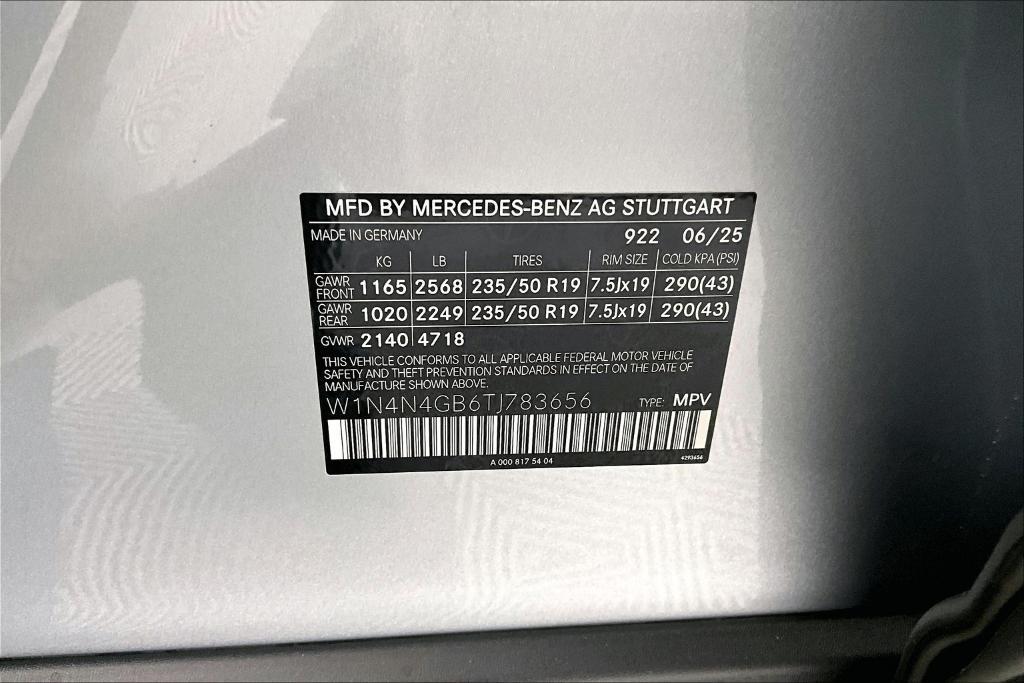 MFD BY MERCEDES-BENZ AG STUTTGART
MADE IN GERMANY 922 06/25
KG LB TIRES RIM SIZE COLD KPA (PSI)
GAWR FRONT 1165 2568 235/50 R19 7.5Jx19 290(43)
GAWR REAR 1020 2249 235/50 R19 7.5Jx19 290(43)
GVWR 2140 4718
THIS VEHICLE CONFORMS TO ALL APPLICABLE FEDERAL MOTOR VEHICLE
SAFETY AND THEFT PREVENTION STANDARDS IN EFFECT ON THE DATE OF
MANUFACTURE SHOWN ABOVE.
W1N4N4GB6TJ783656 TYPE: MPV
A 000 817 54 04 4293656